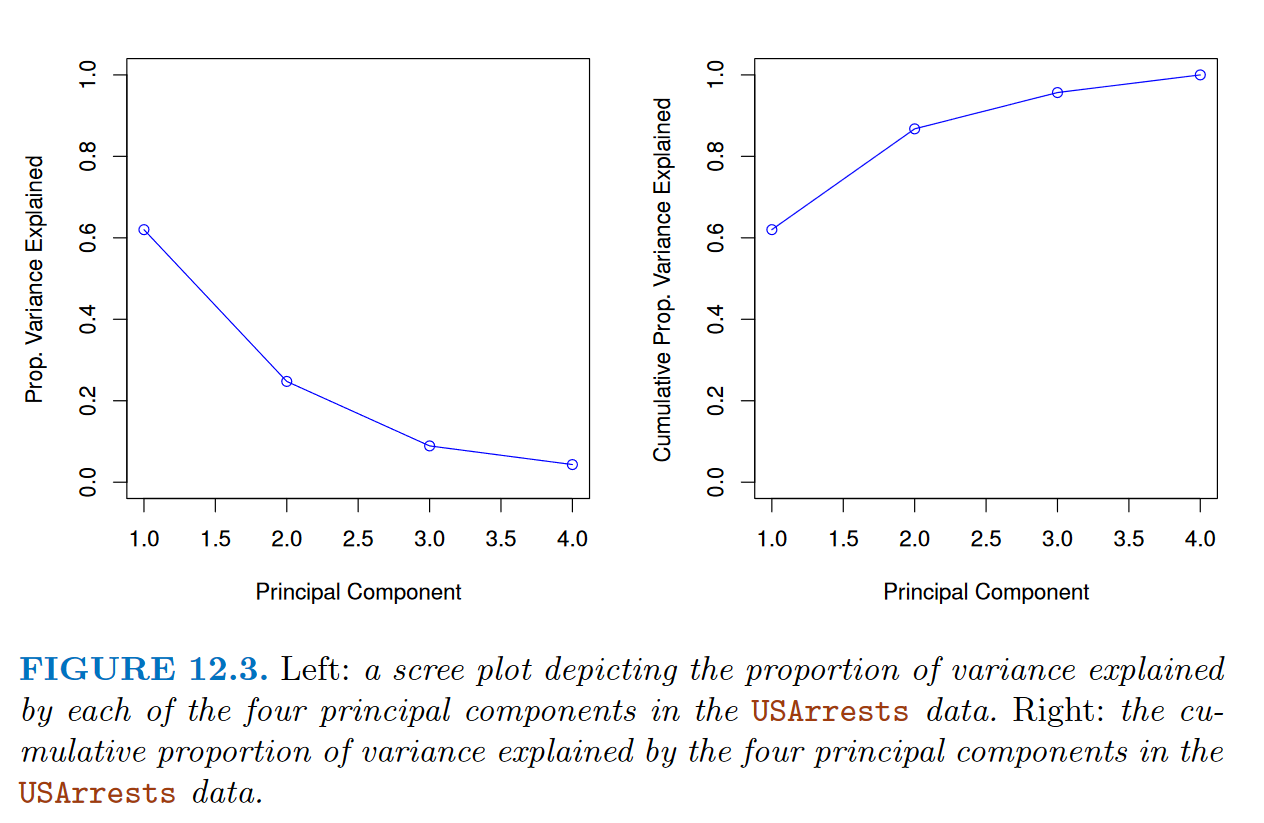 Prop. Variance Explained
0.0 0.2 0.4 0.6 0.8 1.0
1.0 1.5 2.0 2.5 3.0 3.5 4.0
Principal Component
Cumulative Prop. Variance Explained
0.0 0.2 0.4 0.6 0.8 1.0
1.0 1.5 2.0 2.5 3.0 3.5 4.0
Principal Component
FIGURE 12.3. Left: a scree plot depicting the proportion of variance explained
by each of the four principal components in the USArrests data. Right: the cu-
mulative proportion of variance explained by the four principal components in the
USArrests data.